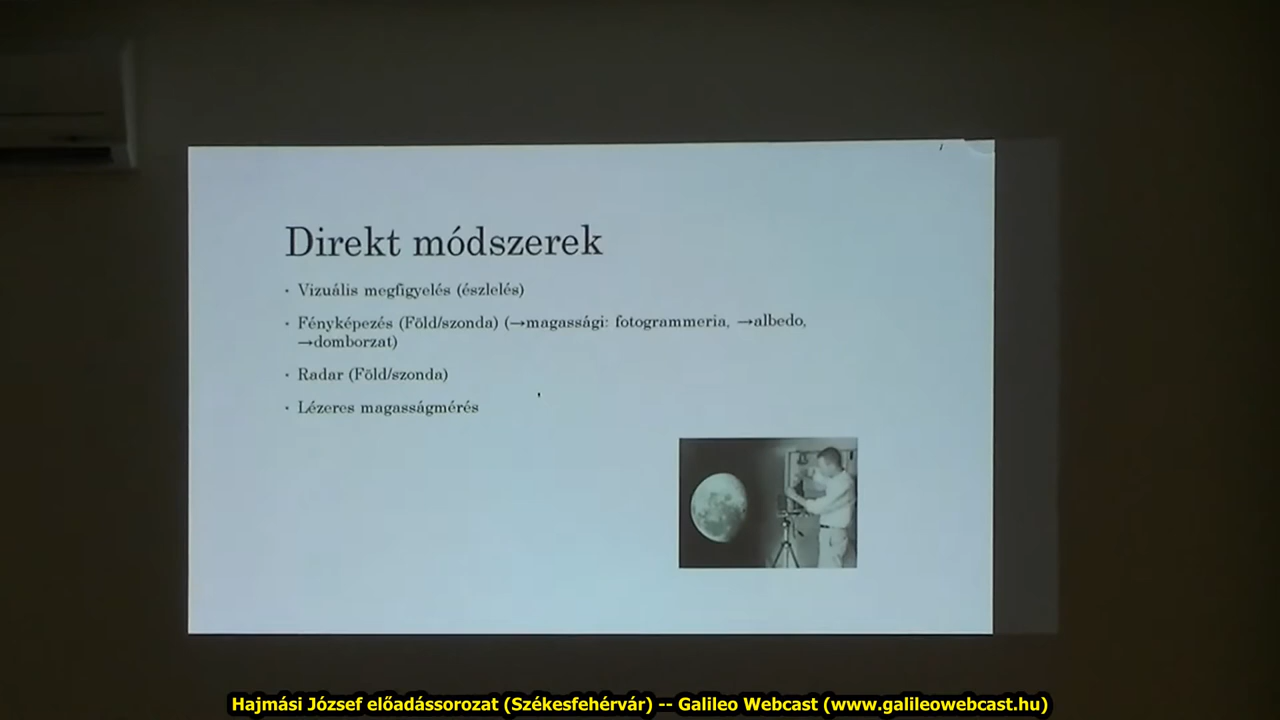 Direkt módszerek
• Vizuális megfigyelés (észlelés)
• Fényképezés (Föld/szonda) (→magassági: fotogrammeria, →albedo,
→domborzat)
• Radar (Föld/szonda)
• Lézeres magasságmérés
Hajmási József előadássorozat (Székesfehérvár) -- Galileo Webcast (www.galileowebcast.hu)